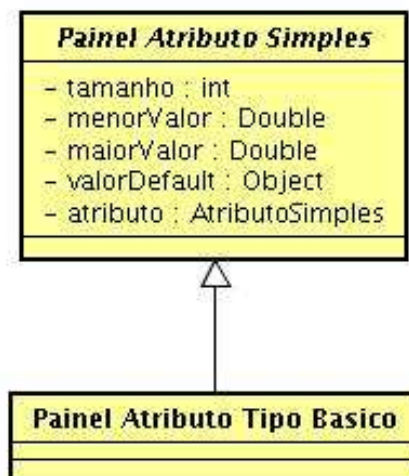 Painel Atributo Simples
- tamanho : int
- menorValor : Double
- maiorValor : Double
- valorDefault : Object
- atributo : AtributoSimples
Painel Atributo Tipo Basico